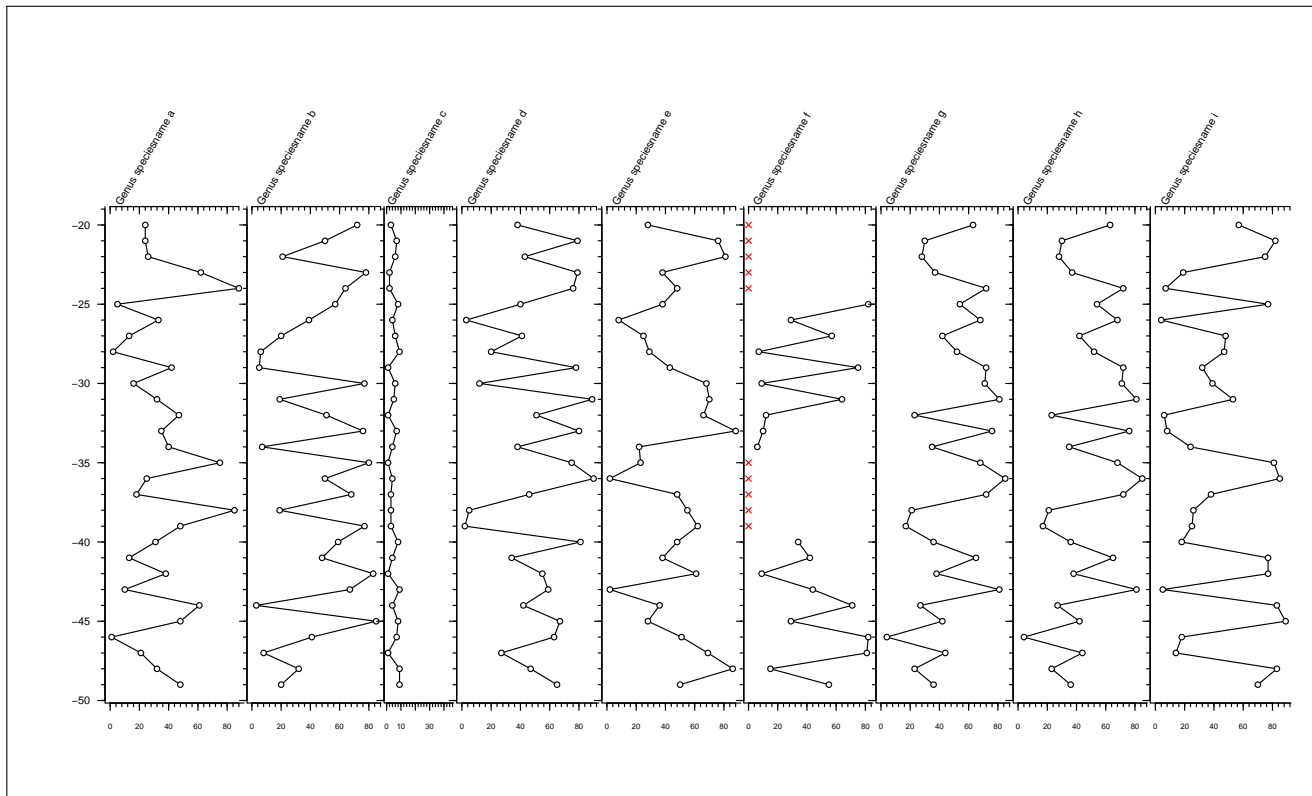 Genus speciesname a
Genus speciesname b
Genus speciesname c
Genus speciesname d
Genus speciesname e
Genus speciesname f
Genus speciesname g
Genus speciesname h
Genus speciesname i
−20
−25
−30
−35
−40
−45
−50
0 20 40 60 80 0 20 40 60 80 0 10 30 0 20 40 60 80 0 20 40 60 80 0 20 40 60 80 0 20 40 60 80 0 20 40 60 80 0 20 40 60 80